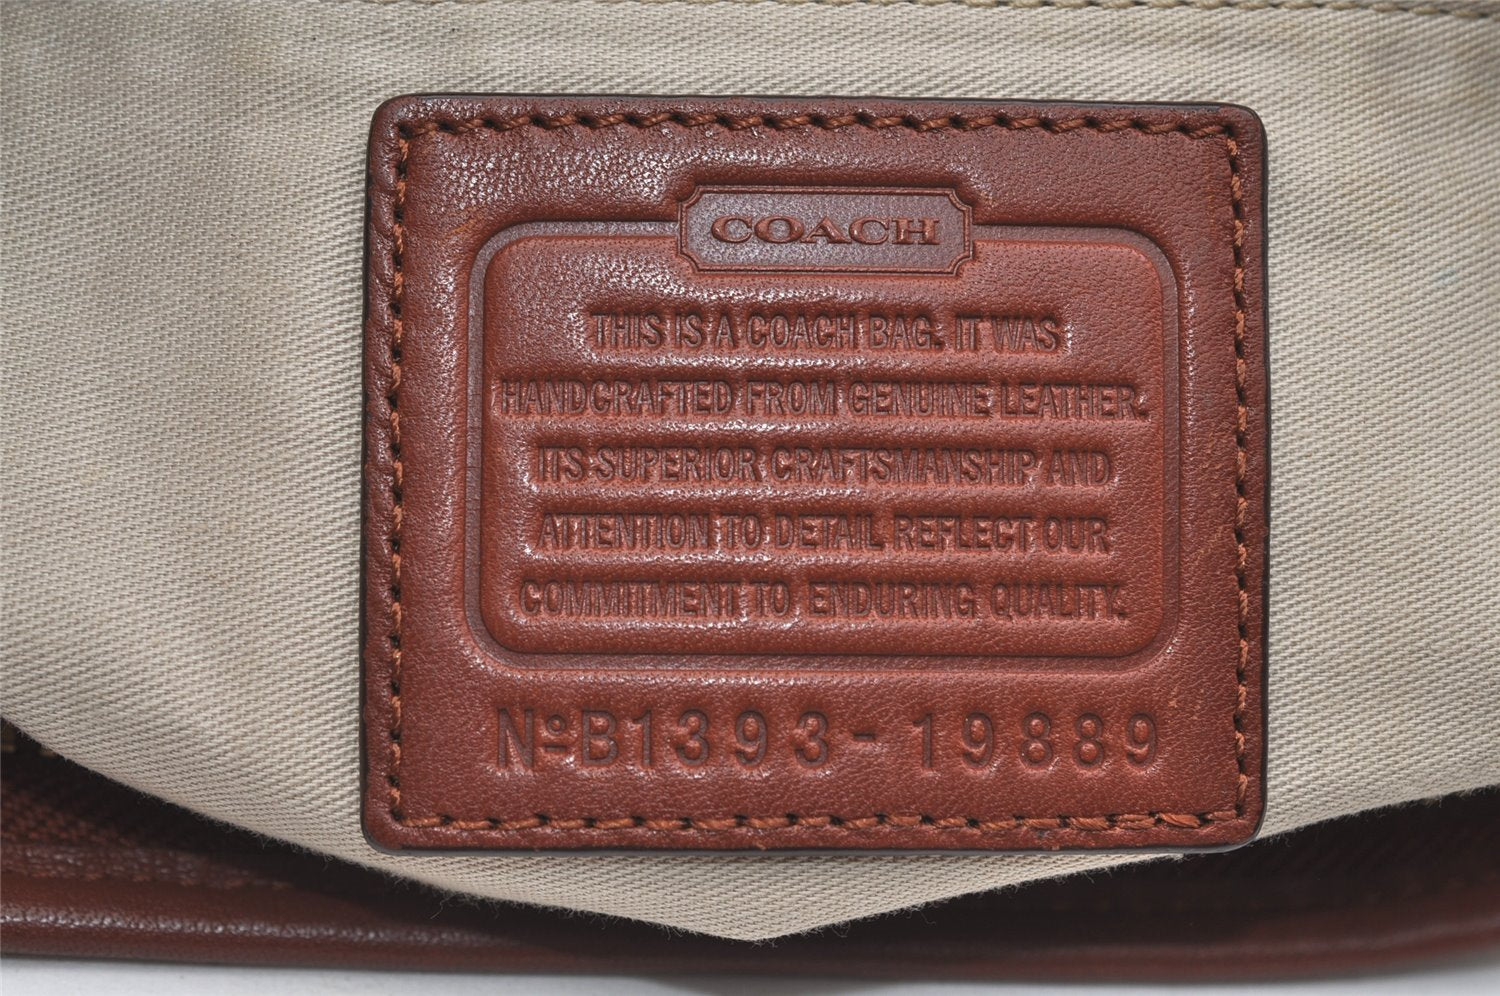 COACH
THIS IS A COACH BAG. IT WAS
HANDCRAFTED FROM GENUINE LEATHER.
ITS SUPERIOR CRAFTSMANSHIP AND
ATTENTION TO DETAIL REFLECT OUR
COMMITMENT TO ENDURING QUALITY.
NºB1393-19889